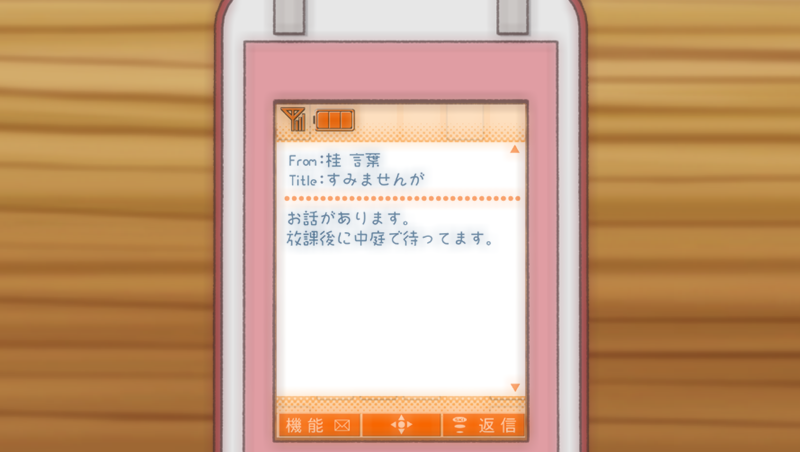 From:桂 言葉
Title:すみませんが
お話があります。
放課後に中庭で待ってます。
機能
返信